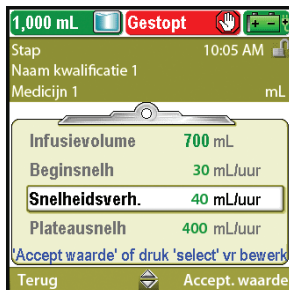 1,000 mL Gestopt
Stap 10:05 AM
Naam kwalificatie 1
Medicijn 1 mL
Infusievolume 700 mL
Beginsnelh 30 mL/uur
Snelheidsverh. 40 mL/uur
Plateausnelh 400 mL/uur
'Accept waarde' of druk 'select' vr bewerk
Terug Accept. waarde